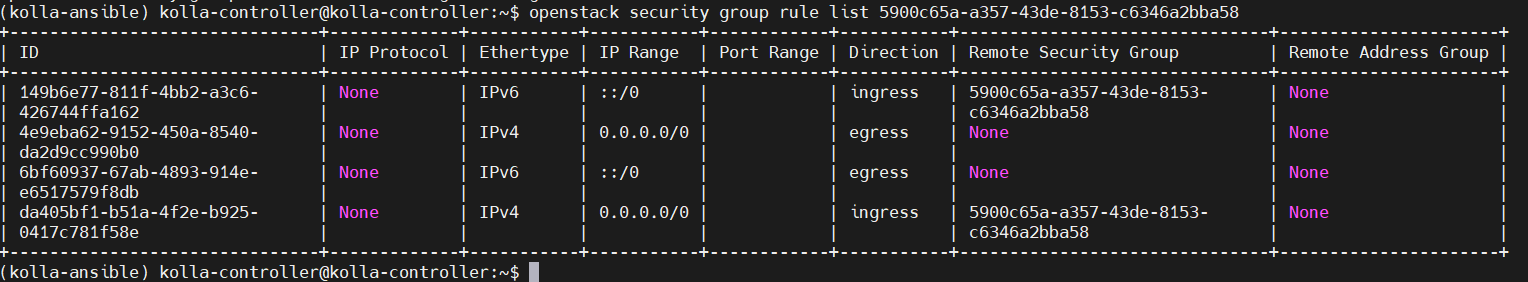 (kolla-ansible) kolla-controller@kolla-controller:~$ openstack security group rule list 5900c65a-a357-43de-8153-c6346a2bba58
+--------------------------------------+-------------+-----------+-----------+------------+-----------+--------------------------------------+----------------------+
| ID | IP Protocol | Ethertype | IP Range | Port Range | Direction | Remote Security Group | Remote Address Group |
+--------------------------------------+-------------+-----------+-----------+------------+-----------+--------------------------------------+----------------------+
| 149b6e77-811f-4bb2-a3c6- | None | IPv6 | ::/0 | | ingress | 5900c65a-a357-43de-8153- | None |
| 426744ffa162 | | | | | | c6346a2bba58 | |
| 4e9eba62-9152-450a-8540- | None | IPv4 | 0.0.0.0/0 | | egress | None | None |
| da2d9cc990b0 | | | | | | | |
| 6bf60937-67ab-4893-914e- | None | IPv6 | ::/0 | | egress | None | None |
| e6517579f8db | | | | | | | |
| da405bf1-b51a-4f2e-b925- | None | IPv4 | 0.0.0.0/0 | | ingress | 5900c65a-a357-43de-8153- | None |
| 0417c781f58e | | | | | | c6346a2bba58 | |
+--------------------------------------+-------------+-----------+-----------+------------+-----------+--------------------------------------+----------------------+
(kolla-ansible) kolla-controller@kolla-controller:~$